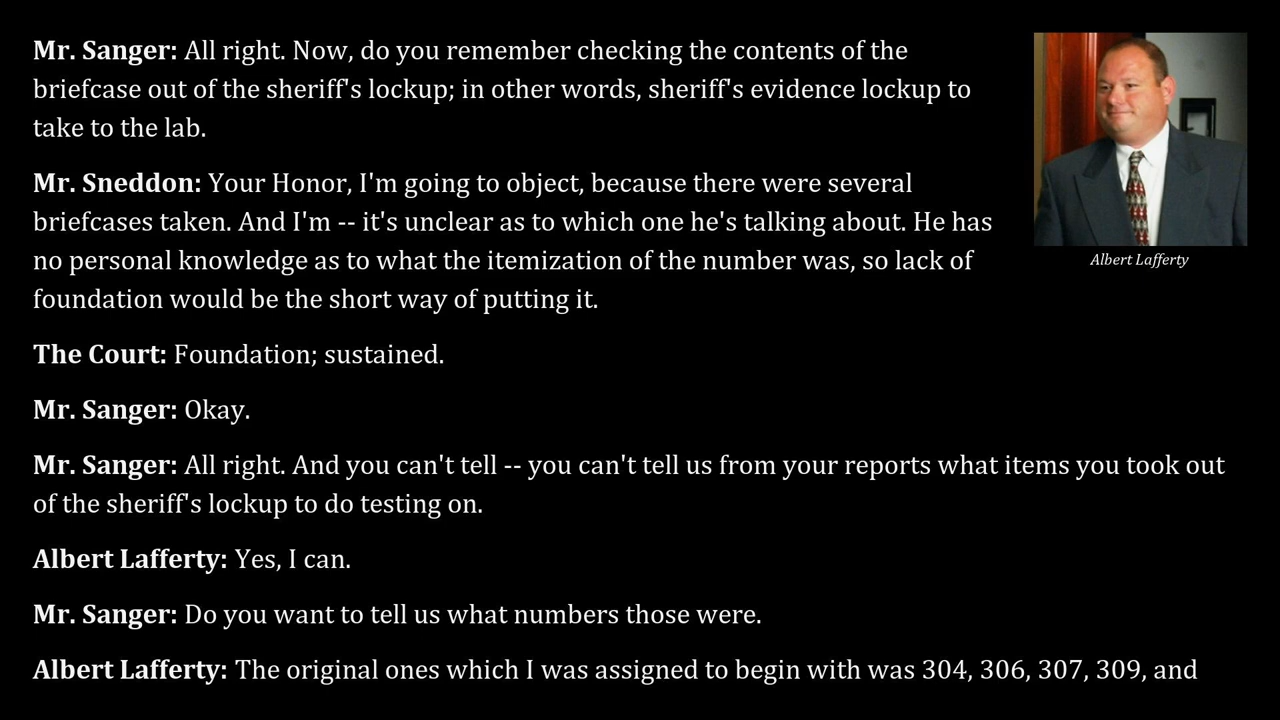 Mr. Sanger: All right. Now, do you remember checking the contents of the
briefcase out of the sheriff's lockup; in other words, sheriff's evidence lockup to
take to the lab.
Mr. Sneddon: Your Honor, I'm going to object, because there were several
briefcases taken. And I'm -- it's unclear as to which one he's talking about. He has
no personal knowledge as to what the itemization of the number was, so lack of
foundation would be the short way of putting it.
Albert Lafferty
The Court: Foundation; sustained.
Mr. Sanger: Okay.
Mr. Sanger: All right. And you can't tell -- you can't tell us from your reports what items you took out
of the sheriff's lockup to do testing on.
Albert Lafferty: Yes, I can.
Mr. Sanger: Do you want to tell us what numbers those were.
Albert Lafferty: The original ones which I was assigned to begin with was 304, 306, 307, 309, and